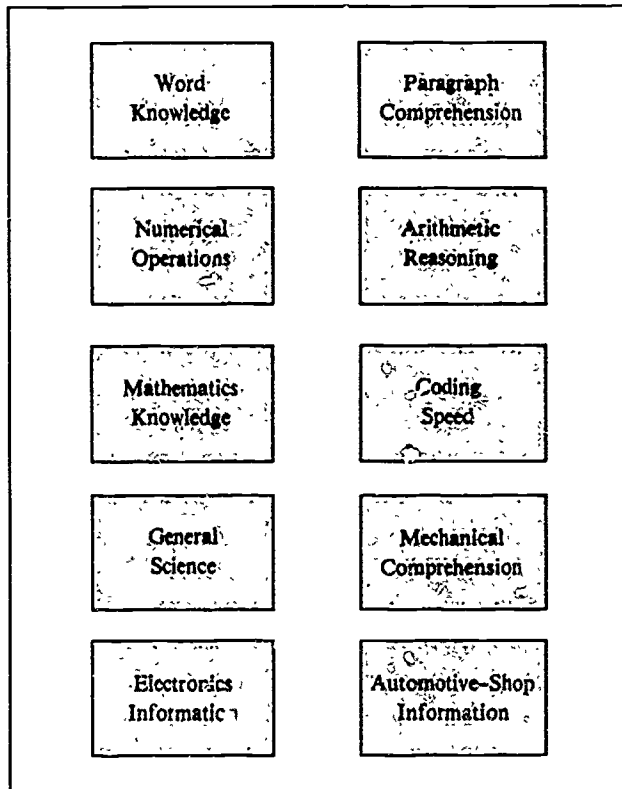 Word
Knowledge
Paragraph
Comprehension
Numerical
Operations
Arithmetic
Reasoning
Mathematics
Knowledge
Coding
Speed
General
Science
Mechanical
Comprehension
Electronics
Information
Automotive-Shop
Information